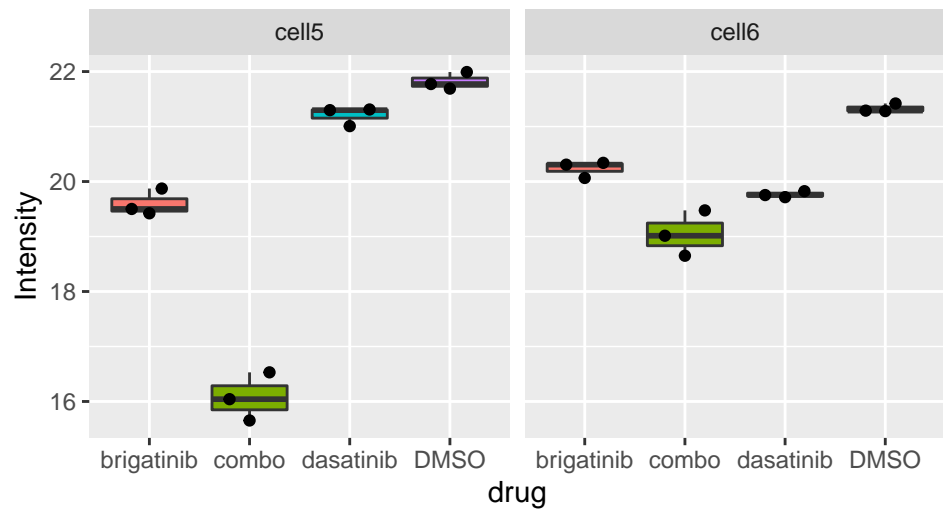 cell5 cell6
Intensity
22
20
18
16
brigatinib combo dasatinib DMSO brigatinib combo dasatinib DMSO
drug